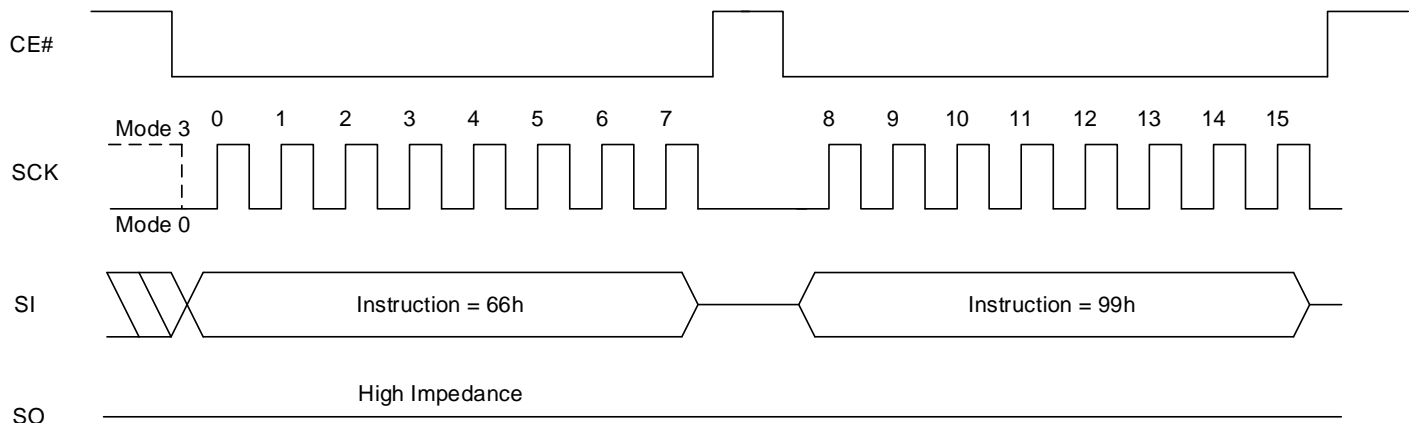 CE#
0 1 2 3 4 5 6 7 8 9 10 11 12 13 14 15
Mode 3
SCK
Mode 0
SI
Instruction = 66h
Instruction = 99h
High Impedance
SO